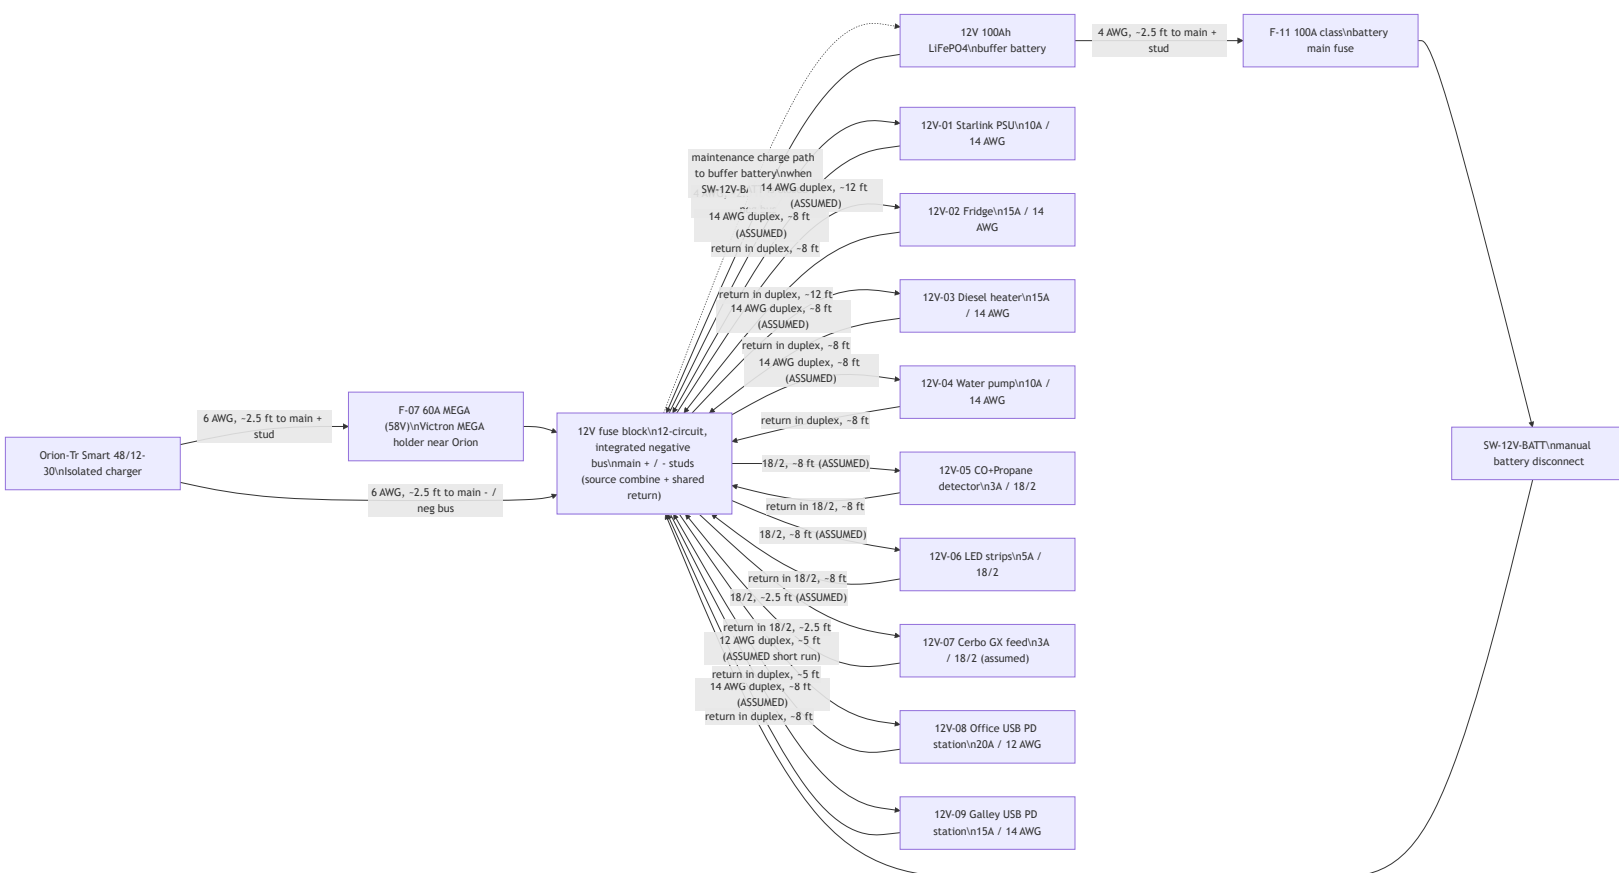 12V 100Ah
LiFePO4\nbuffer battery
4 AWG, ~2.5 ft to main +
stud
F-11 100A class\nbattery
main fuse
12V-01 Starlink PSU\n10A /
14 AWG
maintenance charge path
to buffer battery\nwhen
SW-12V-BA
14 AWG duplex, ~12 ft
(ASSUMED)
14 AWG duplex, ~8 ft
(ASSUMED)
return in duplex, ~8 ft
12V-02 Fridge\n15A / 14
AWG
return in duplex, ~12 ft
14 AWG duplex, ~8 ft
(ASSUMED)
12V-03 Diesel heater\n15A
/ 14 AWG
return in duplex, ~8 ft
14 AWG duplex, ~8 ft
(ASSUMED)
12V-04 Water pump\n10A /
14 AWG
return in duplex, ~8 ft
6 AWG, ~2.5 ft to main +
stud
F-07 60A MEGA
(58V)\nVictron MEGA
holder near Orion
Orion-Tr Smart 48/12-
30\nIsolated charger
6 AWG, ~2.5 ft to main - /
neg bus
12V fuse block\n12-circuit,
integrated negative
bus\nmain + / - studs
(source combine + shared
return)
18/2, ~8 ft (ASSUMED)
12V-05 CO+Propane
detector\n3A / 18/2
return in 18/2, ~8 ft
SW-12V-BATT\nmanual
battery disconnect
18/2, ~8 ft (ASSUMED)
12V-06 LED strips\n5A /
18/2
return in 18/2, ~8 ft
18/2, ~2.5 ft (ASSUMED)
12V-07 Cerbo GX feed\n3A
/ 18/2 (assumed)
return in 18/2, ~2.5 ft
12 AWG duplex, ~5 ft
(ASSUMED short run)
12V-08 Office USB PD
station\n20A / 12 AWG
return in duplex, ~5 ft
14 AWG duplex, ~8 ft
(ASSUMED)
return in duplex, ~8 ft
12V-09 Galley USB PD
station\n15A / 14 AWG